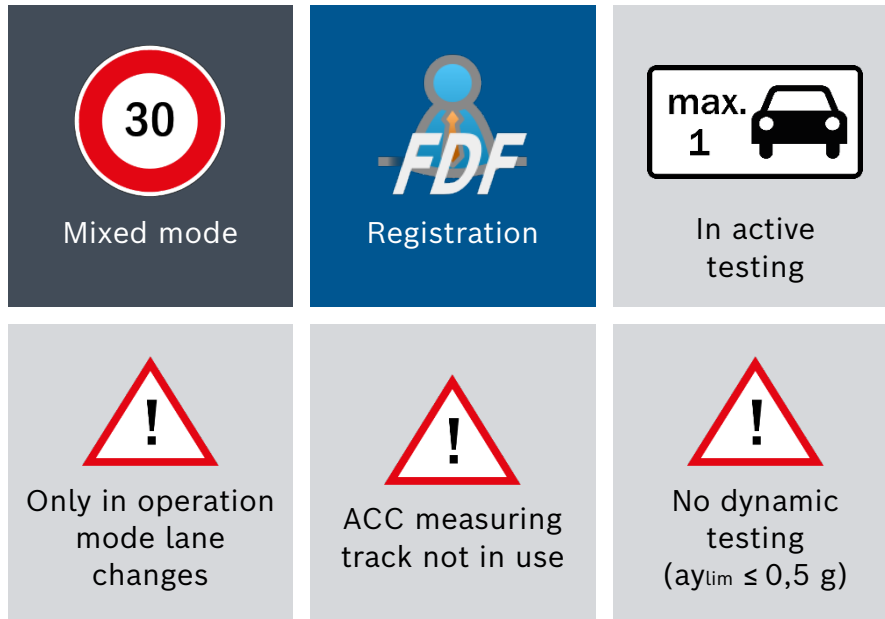 30
Mixed mode
FDF
Registration
max.
1
In active
testing
!
Only in operation
mode lane
changes
!
ACC measuring
track not in use
!
No dynamic
testing
(aylim ≤ 0,5 g)